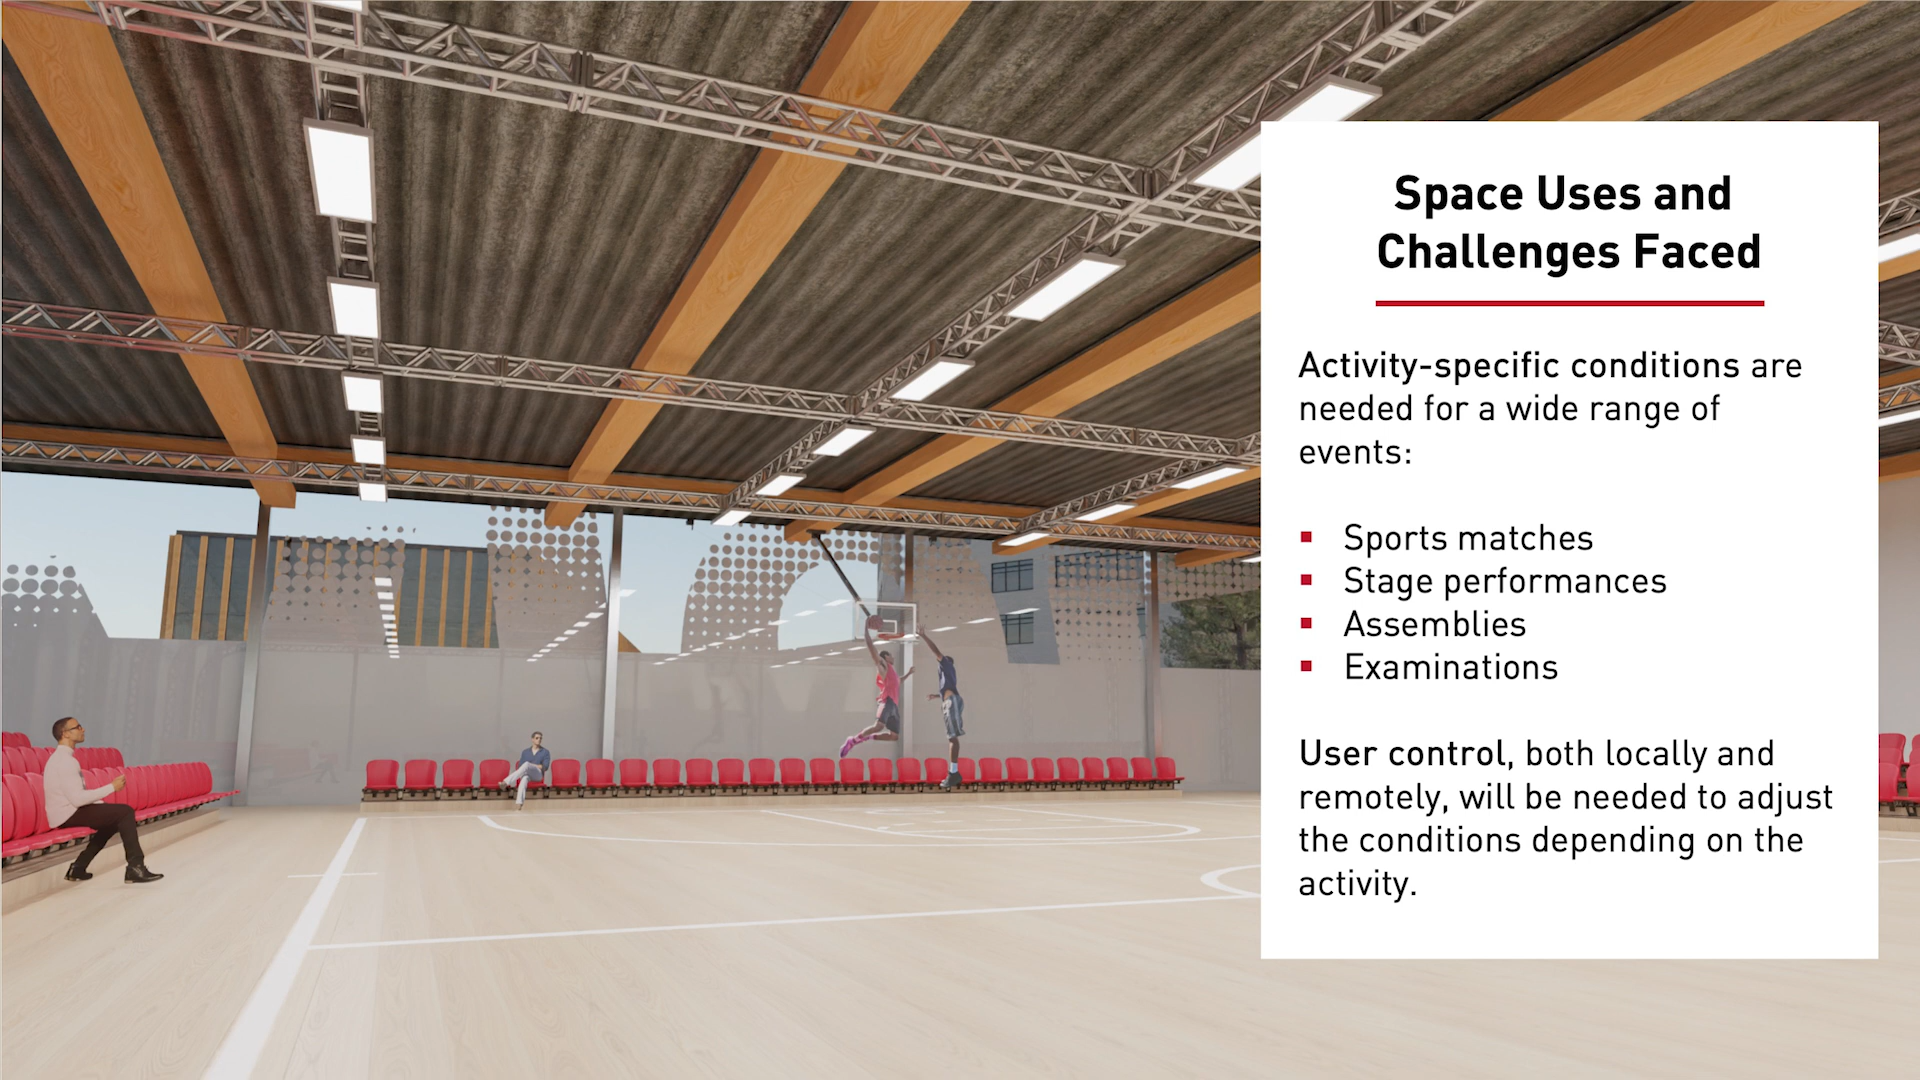 Space Uses and
Challenges Faced
Activity-specific conditions are
needed for a wide range of
events:
▪ Sports matches
▪ Stage performances
▪ Assemblies
▪ Examinations
User control, both locally and
remotely, will be needed to adjust
the conditions depending on the
activity.